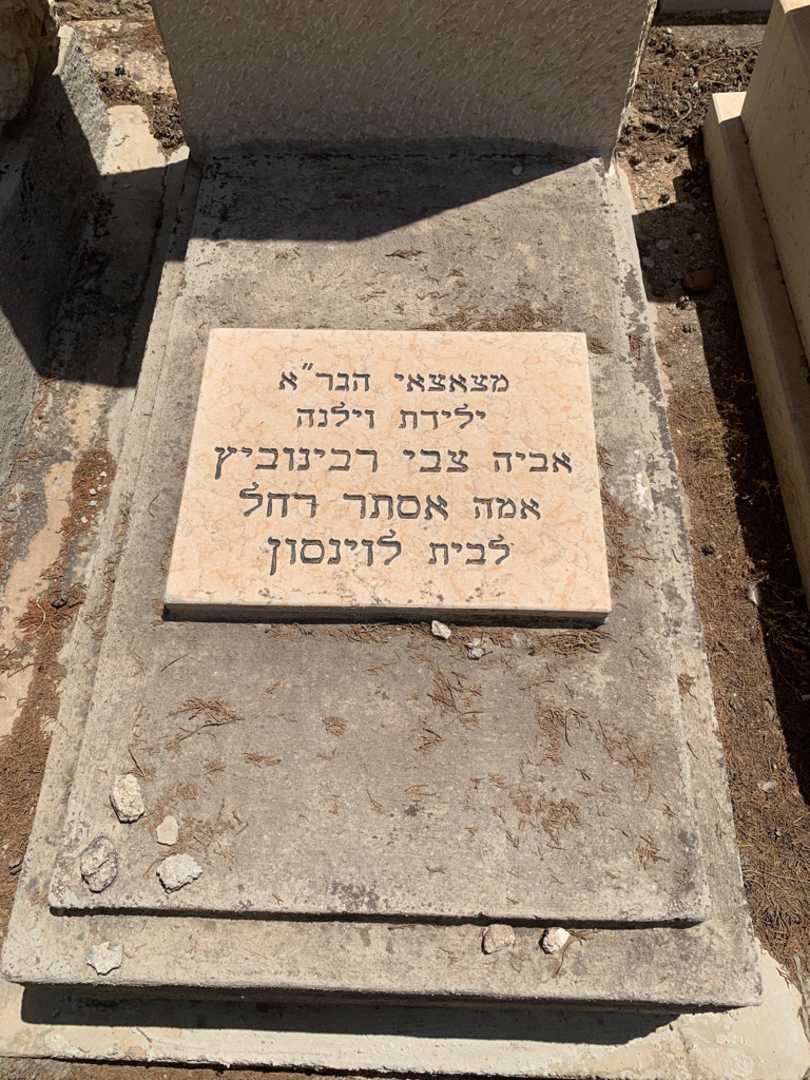 מצאצאי הגר"א
ילידת וילנה
אביה צבי רבינוביץ
אמה אסתר רחל
לבית לוינסון